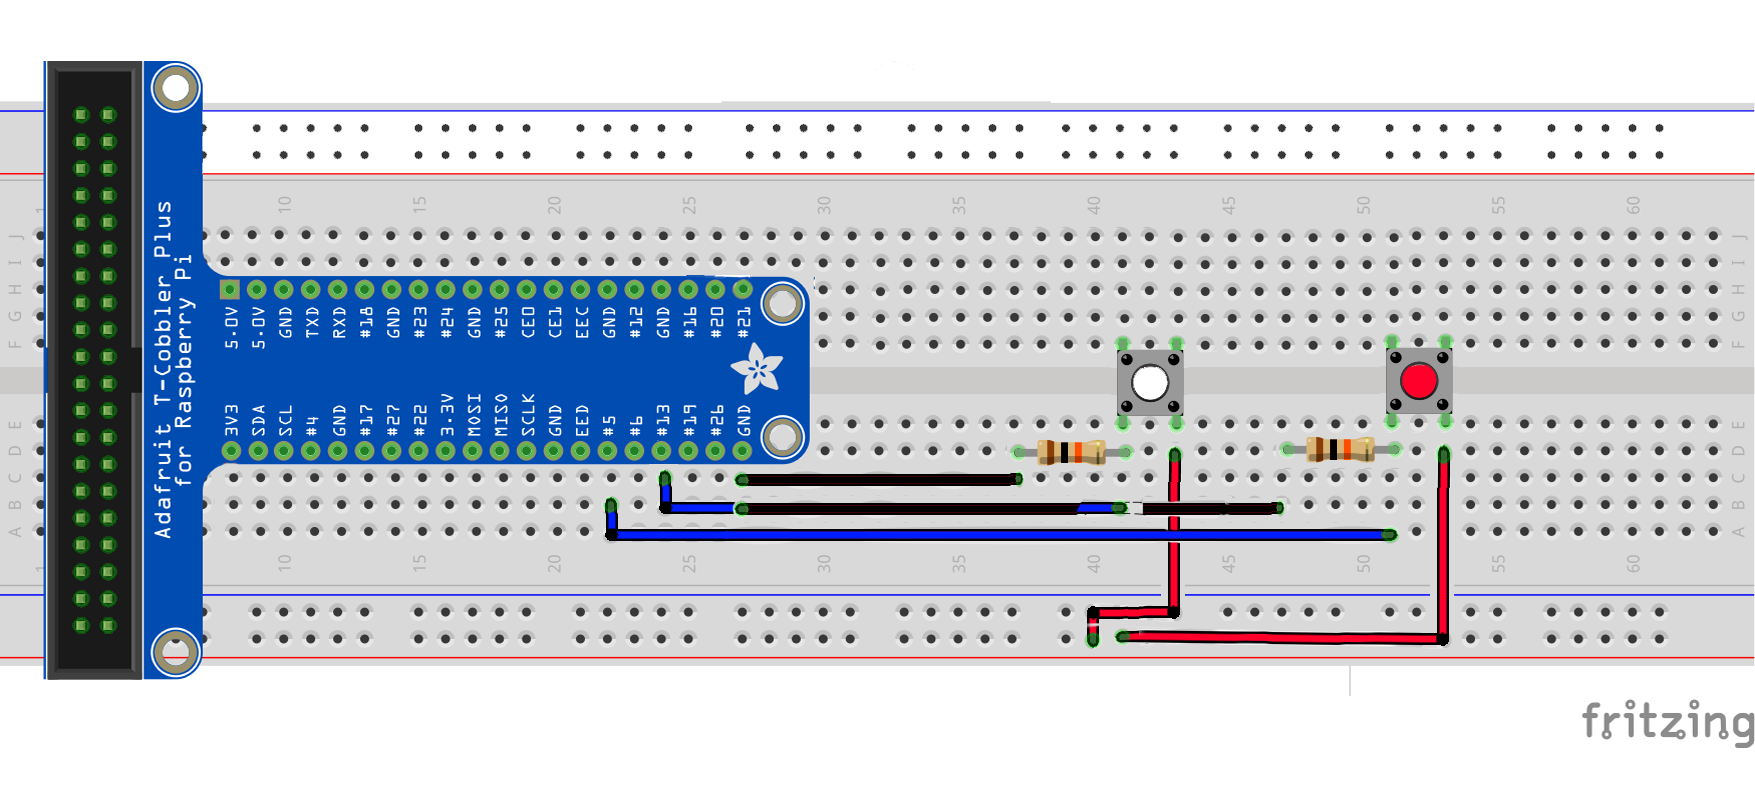 1 10 15 20 25 30 35 40 45 50 55 60
J J
I I
H
G
F
5.0V 5.0V GND TXD RXD #18 GND #23 #24 GND #25 CE0 CE1 EEC GND #12 GND #16 #20 #21
Adafruit T-Cobbler Plus
for Raspberry Pi
3V3 SDA SCL #4 GND #17 #27 #22 3.3V MOSI MISO SCLK GND EED #5 #6 #13 #19 #26 GND
E E
D D
C C
B B
A A
1 10 15 20 25 30 35 40 45 50 55 60
fritzing